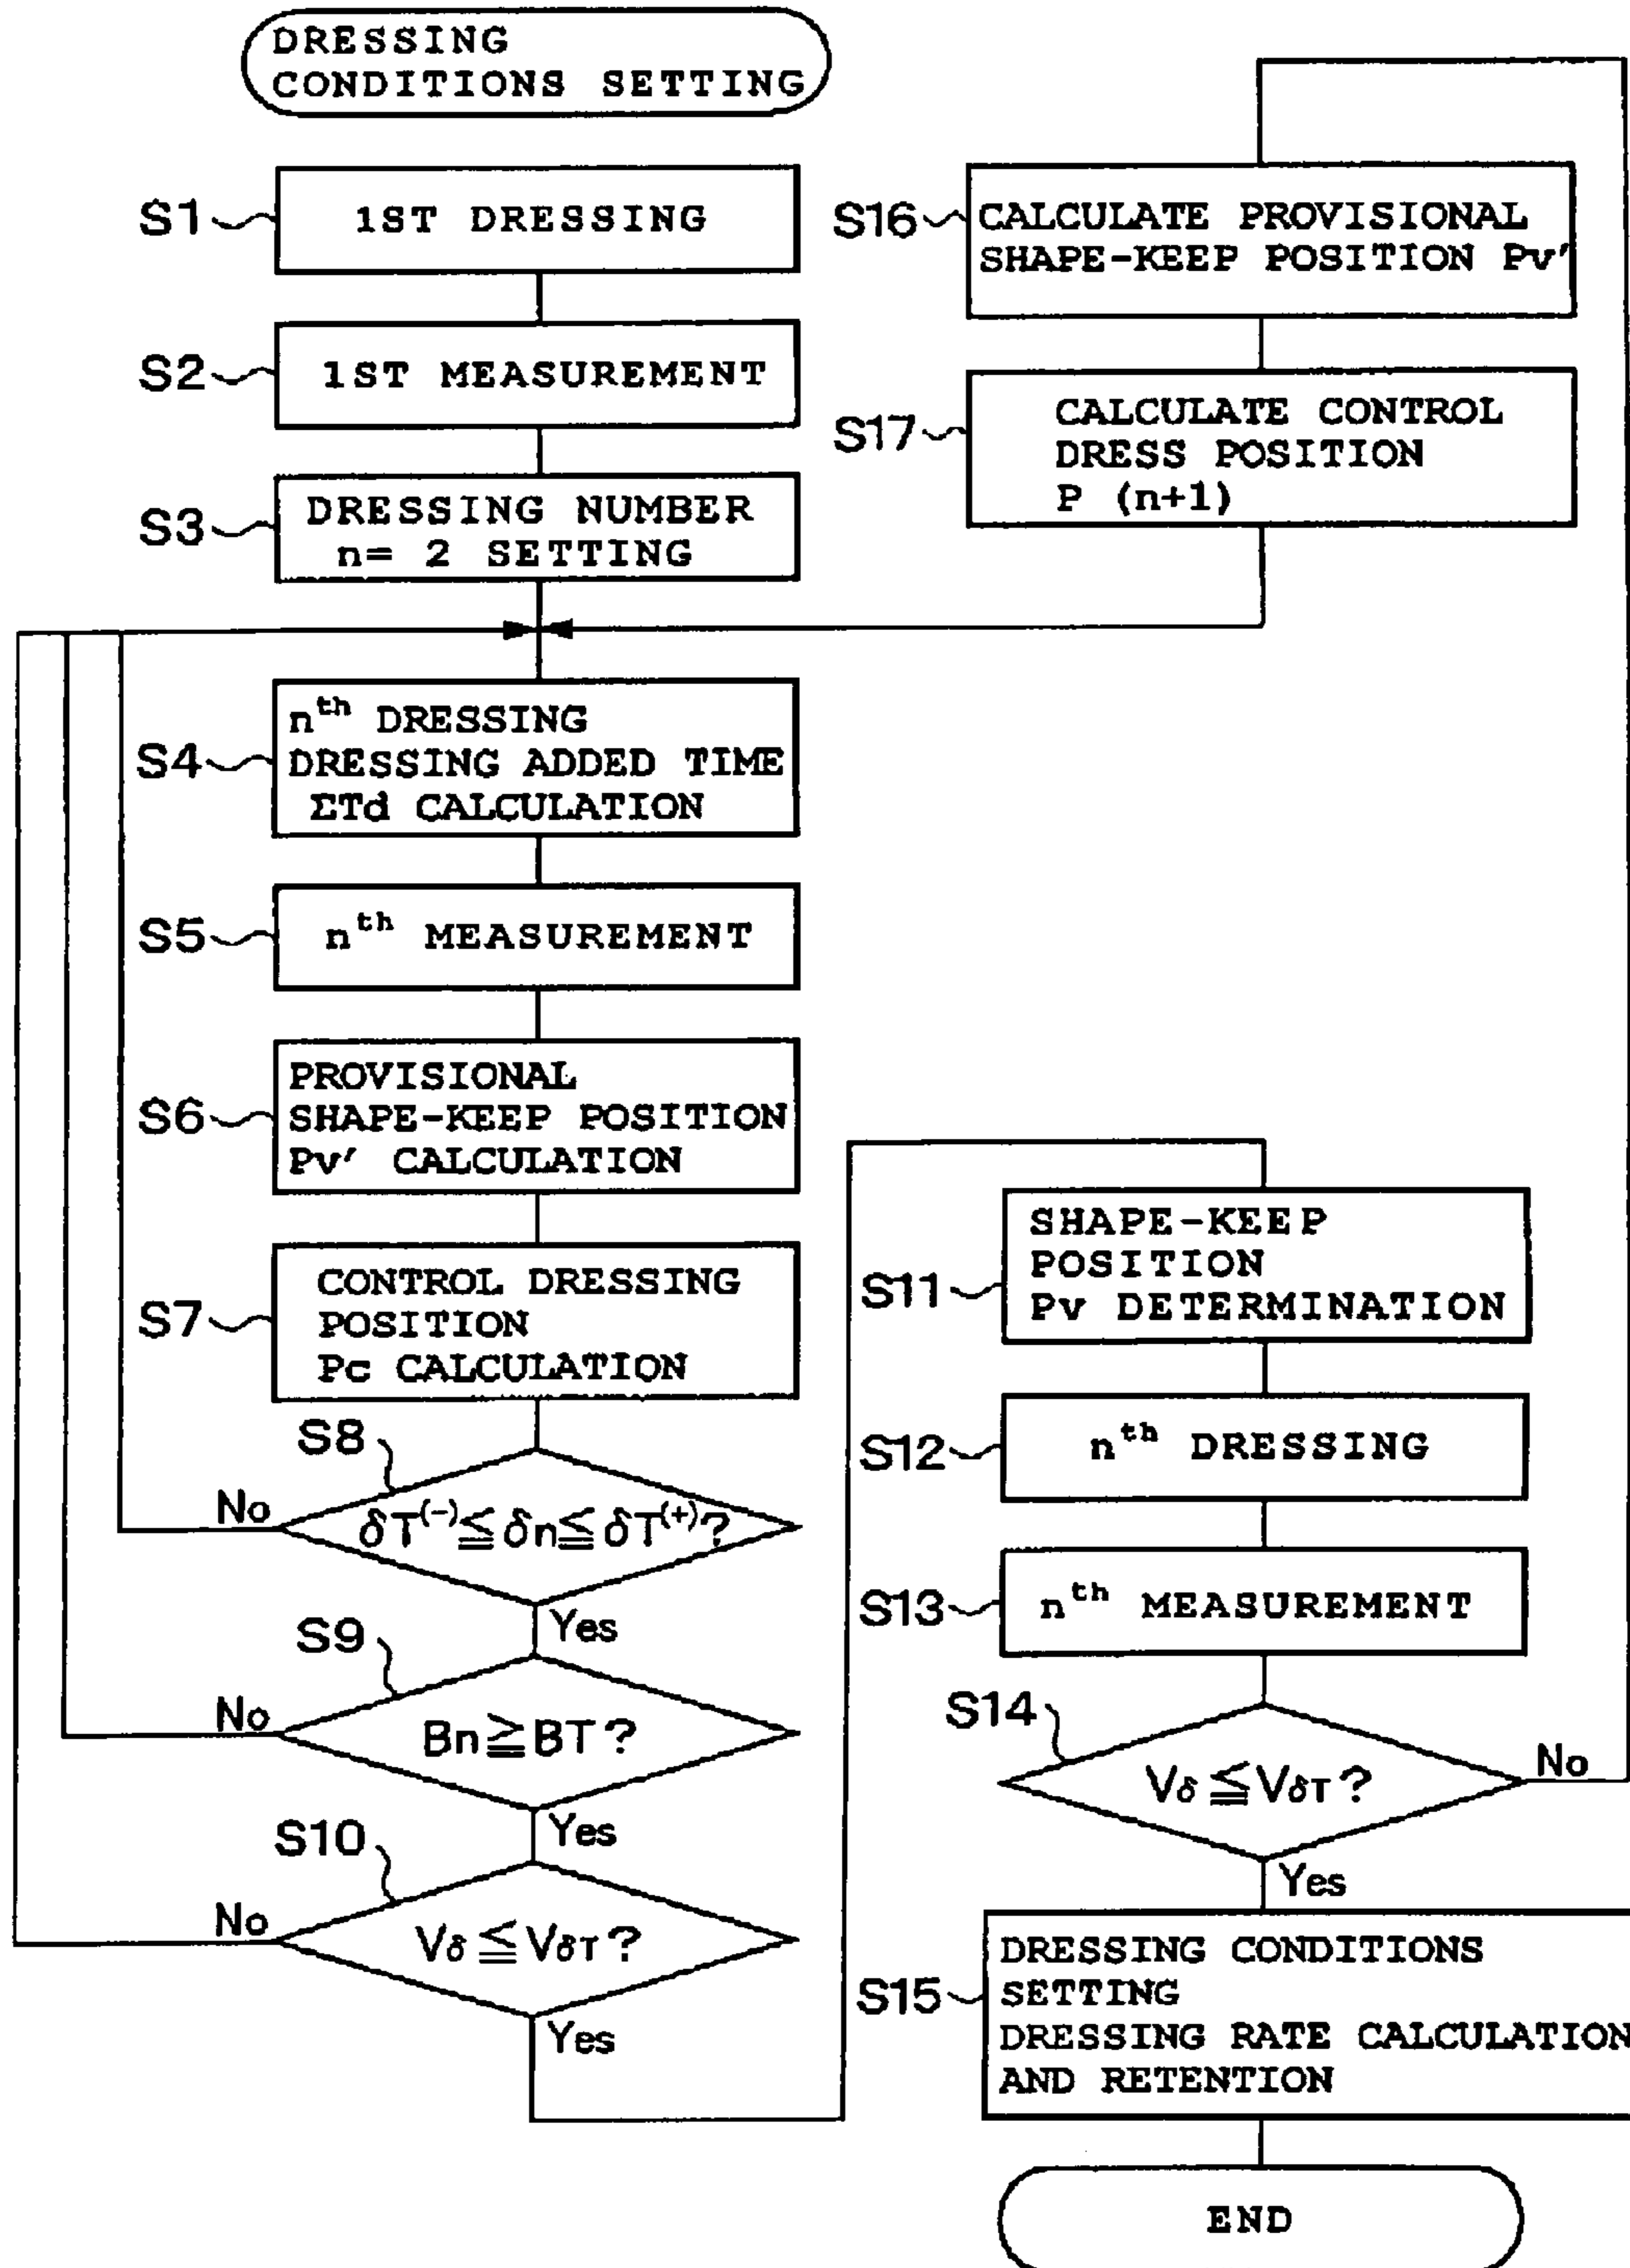 DRESSING
CONDITIONS SETTING
S1
1ST DRESSING
S2
1ST MEASUREMENT
S3
DRESSING NUMBER
n= 2 SETTING
S4
nth DRESSING
DRESSING ADDED TIME
ΣTd CALCULATION
S5
nth MEASUREMENT
S6
PROVISIONAL
SHAPE-KEEP POSITION
Pv' CALCULATION
S7
CONTROL DRESSING
POSITION
Pc CALCULATION
S8
δT(-)≦δn≦δT(+)?
No
Yes
S9
Bn≧BT?
No
Yes
S10
Vδ≦VδT?
No
Yes
S16
CALCULATE PROVISIONAL
SHAPE-KEEP POSITION Pv'
S17
CALCULATE CONTROL
DRESS POSITION
P (n+1)
S11
SHAPE-KEEP
POSITION
Pv DETERMINATION
S12
nth DRESSING
S13
nth MEASUREMENT
S14
Vδ≦VδT?
No
Yes
S15
DRESSING CONDITIONS
SETTING
DRESSING RATE CALCULATION
AND RETENTION
END